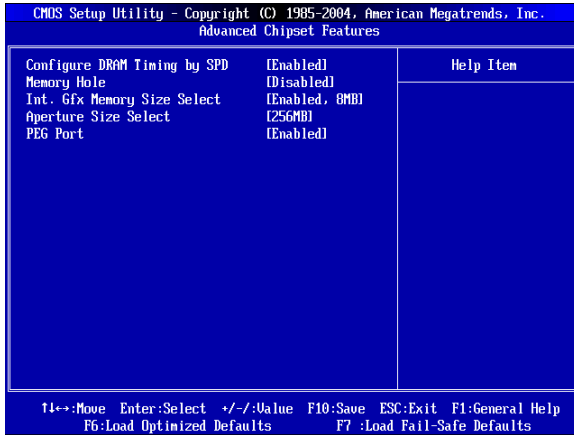 CMOS Setup Utility - Copyright (C) 1985-2004, American Megatrends, Inc.
Advanced Chipset Features
Configure DRAM Timing by SPD [Enabled] Help Item
Memory Hole [Disabled]
Int. Gfx Memory Size Select [Enabled, 8MB]
Aperture Size Select [256MB]
PEG Port [Enabled]
↑↓↔:Move Enter:Select +/-/:Value F10:Save ESC:Exit F1:General Help
F6:Load Optimized Defaults F7 :Load Fail-Safe Defaults